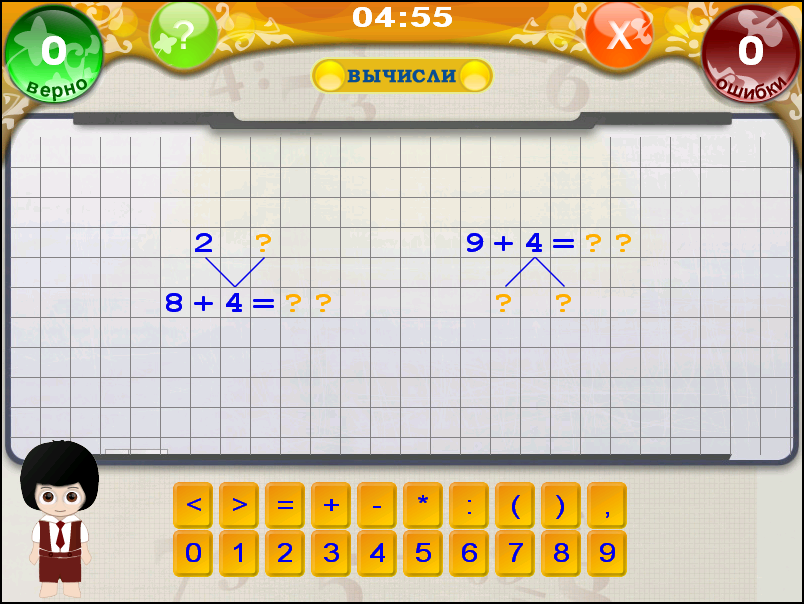 0
верно
?
04:55
X
0
ошибки
ВЫЧИСЛИ
2 ?
8 + 4 = ? ?
9 + 4 = ? ?
? ?
< > = + - * : ( ) ,
0 1 2 3 4 5 6 7 8 9